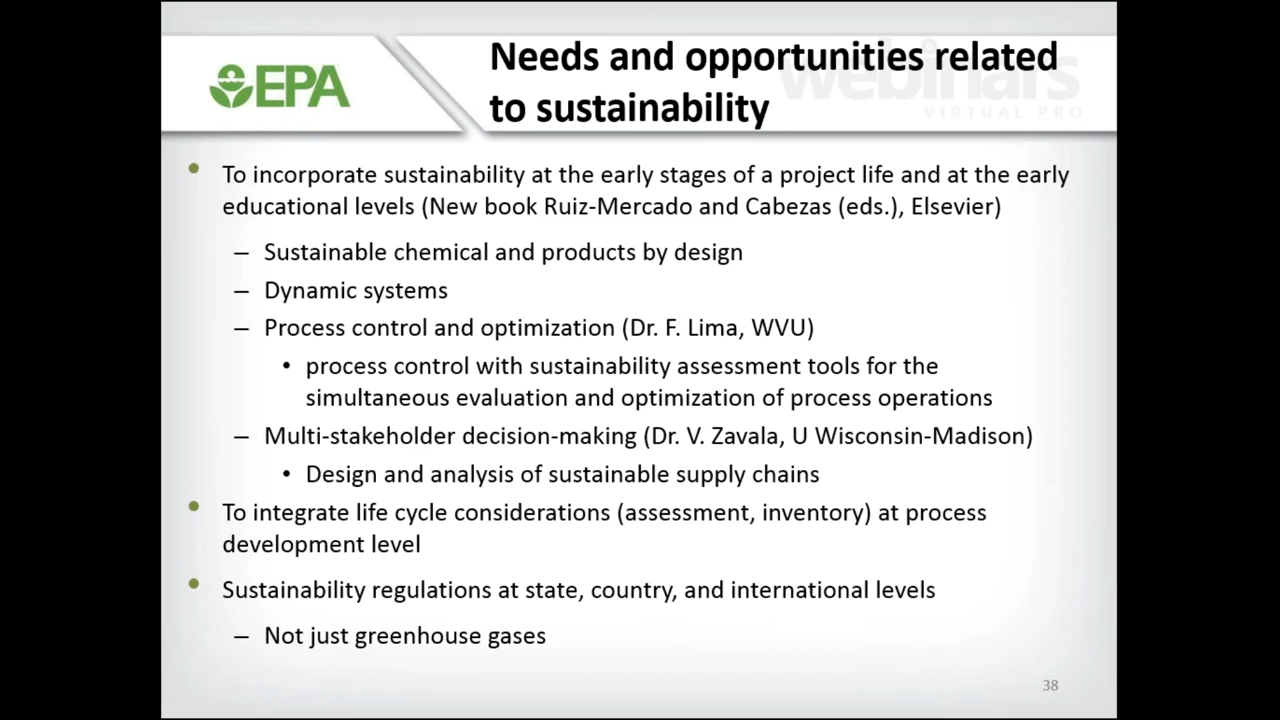 EPA
Needs and opportunities related
to sustainability
webinars
VIRTUAL PRO
• To incorporate sustainability at the early stages of a project life and at the early
educational levels (New book Ruiz-Mercado and Cabezas (eds.), Elsevier)
– Sustainable chemical and products by design
– Dynamic systems
– Process control and optimization (Dr. F. Lima, WVU)
• process control with sustainability assessment tools for the
simultaneous evaluation and optimization of process operations
– Multi-stakeholder decision-making (Dr. V. Zavala, U Wisconsin-Madison)
• Design and analysis of sustainable supply chains
• To integrate life cycle considerations (assessment, inventory) at process
development level
• Sustainability regulations at state, country, and international levels
– Not just greenhouse gases
38